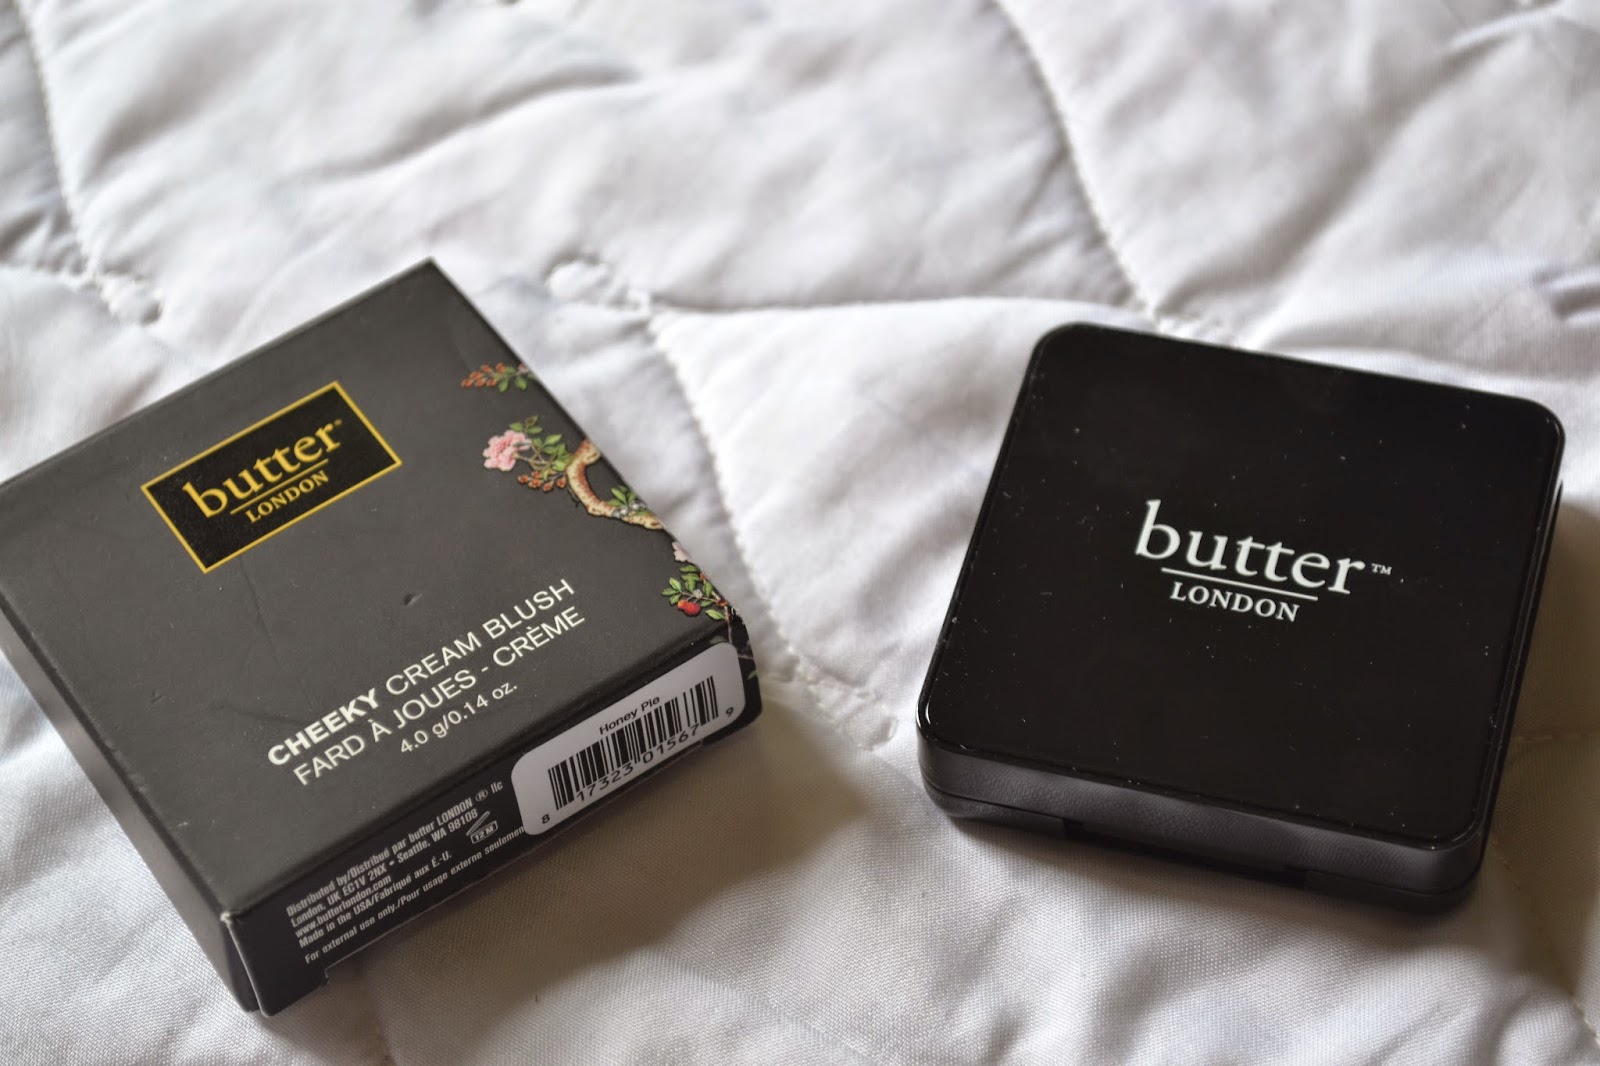 butter
LONDON
CHEEKY CREAM BLUSH
FARD À JOUES - CRÈME
4.0 g/0.14 oz.
Honey Pie
8 17323 01567 9
Distributed by/Distribué par butter LONDON ® llc
London, UK EC1V 2NX • Seattle, WA 98109
www.butterlondon.com
Made in the USA/Fabriqué aux É.-U.
For external use only./Pour usage externe seulement
12 M
butter™
LONDON